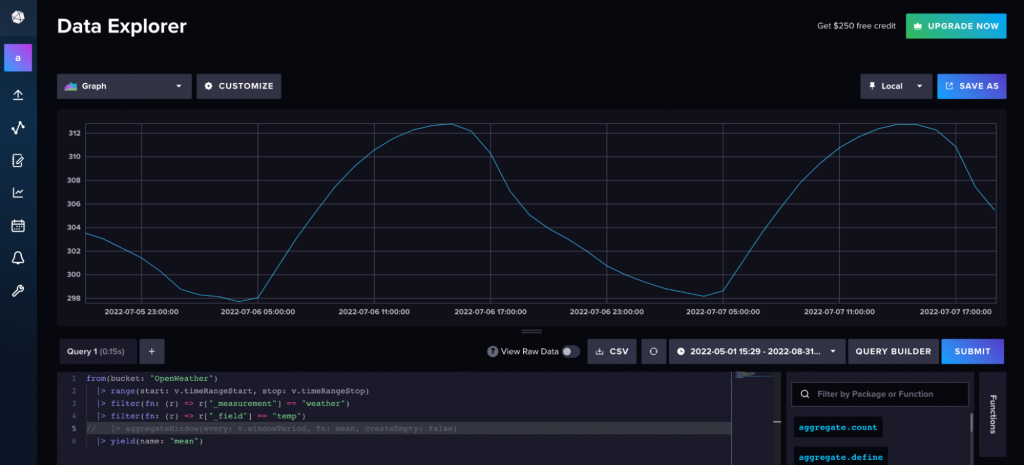 Data Explorer
Get $250 free credit
UPGRADE NOW
a
Graph
CUSTOMIZE
Local
SAVE AS
312
310
308
306
304
302
300
298
2022-07-05 23:00:00 2022-07-06 05:00:00 2022-07-06 11:00:00 2022-07-06 17:00:00 2022-07-06 23:00:00 2022-07-07 05:00:00 2022-07-07 11:00:00 2022-07-07 17:00:00
Query 1 (0.15s)
+
? View Raw Data
CSV
2022-05-01 15:29 - 2022-08-31...
QUERY BUILDER
SUBMIT
1 from(bucket: "OpenWeather")
2 |> range(start: v.timeRangeStart, stop: v.timeRangeStop)
3 |> filter(fn: (r) => r["_measurement"] == "weather")
4 |> filter(fn: (r) => r["_field"] == "temp")
5 // |> aggregateWindow(every: v.windowPeriod, fn: mean, createEmpty: false)
6 |> yield(name: "mean")
Filter by Package or Function
aggregate.count
aggregate.define
Functions